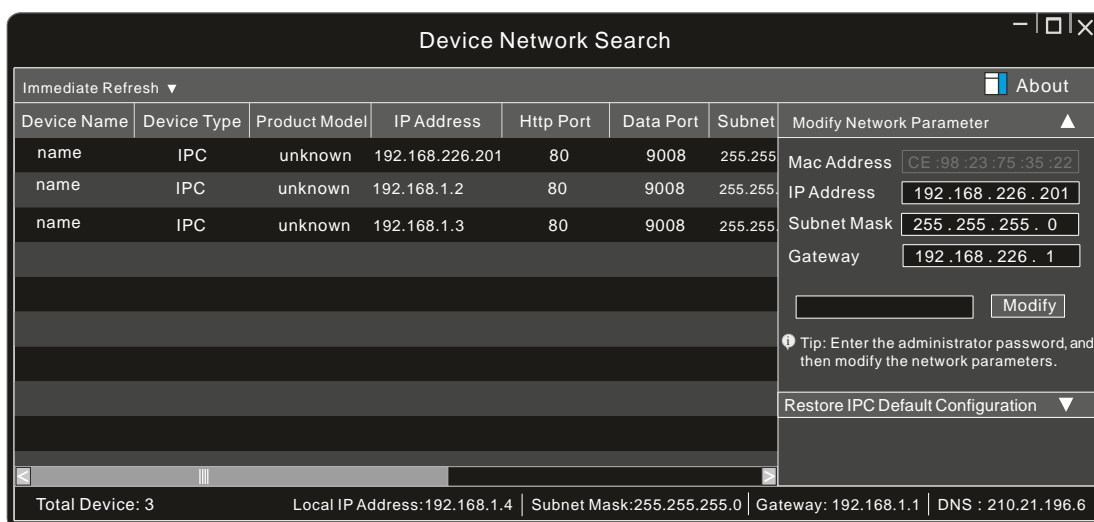 Device Network Search
Immediate Refresh ▼
About
Device Name Device Type Product Model IP Address Http Port Data Port Subnet
name IPC unknown 192.168.226.201 80 9008 255.255
name IPC unknown 192.168.1.2 80 9008 255.255.
name IPC unknown 192.168.1.3 80 9008 255.255.
Modify Network Parameter ▲
Mac Address CE :98 :23 :75 :35 :22
IP Address 192 .168 . 226 . 201
Subnet Mask 255 . 255 . 255 . 0
Gateway 192 .168 . 226 . 1
Modify
Tip: Enter the administrator password, and
then modify the network parameters.
Restore IPC Default Configuration ▼
Total Device: 3 Local IP Address:192.168.1.4 Subnet Mask:255.255.255.0 Gateway: 192.168.1.1 DNS : 210.21.196.6